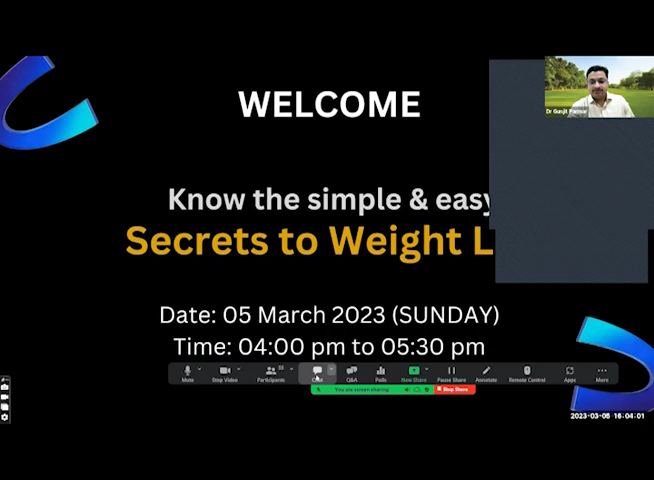 WELCOME
Dr Gunjit Parmar
Know the simple & easy
Secrets to Weight L
Date: 05 March 2023 (SUNDAY)
Time: 04:00 pm to 05:30 pm
Mute Stop Video Participants Chat Q&A Polls New Share Pause Share Annotate Remote Control Apps More
You are screen sharing Stop Share
2023-03-05 16:04:01